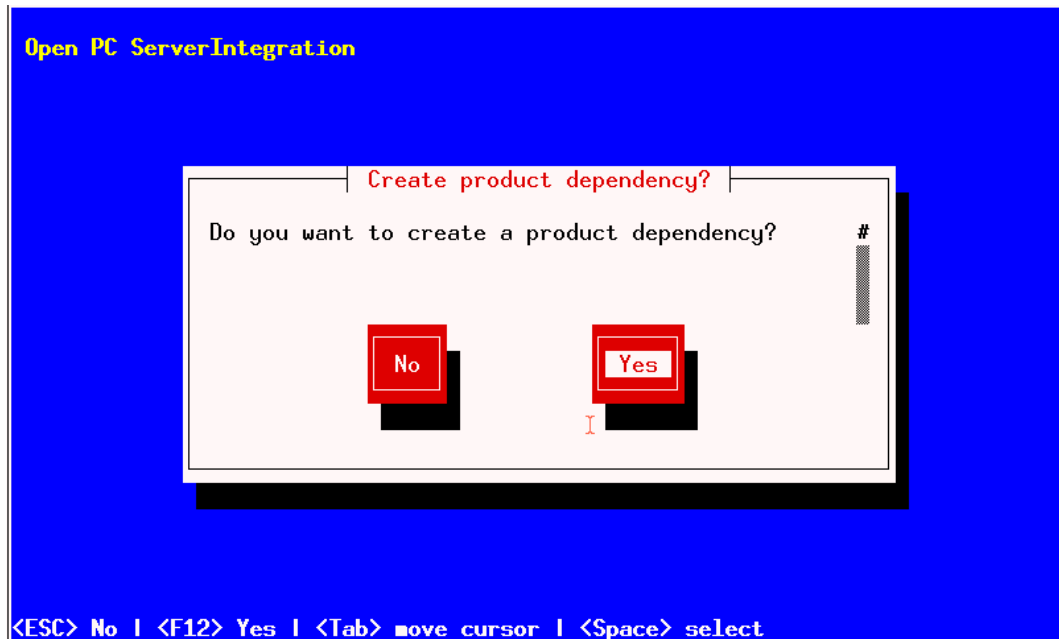 Open PC ServerIntegration
Create product dependency?
Do you want to create a product dependency? #
No Yes
<ESC> No | <F12> Yes | <Tab> move cursor | <Space> select